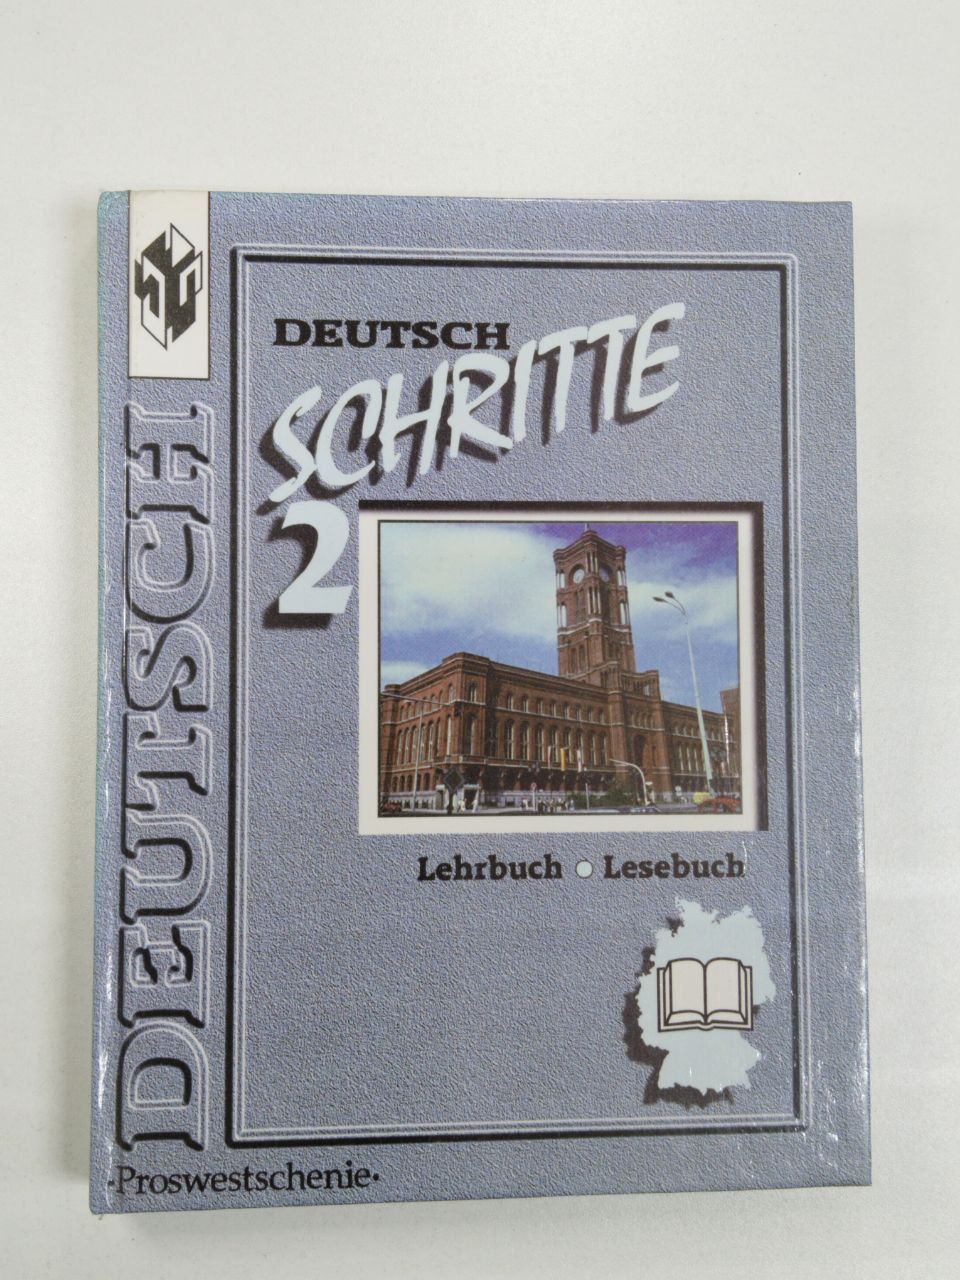 DEUTSCH
DEUTSCH
SCHRITTE
2
Lehrbuch • Lesebuch
·Proswestschenie·